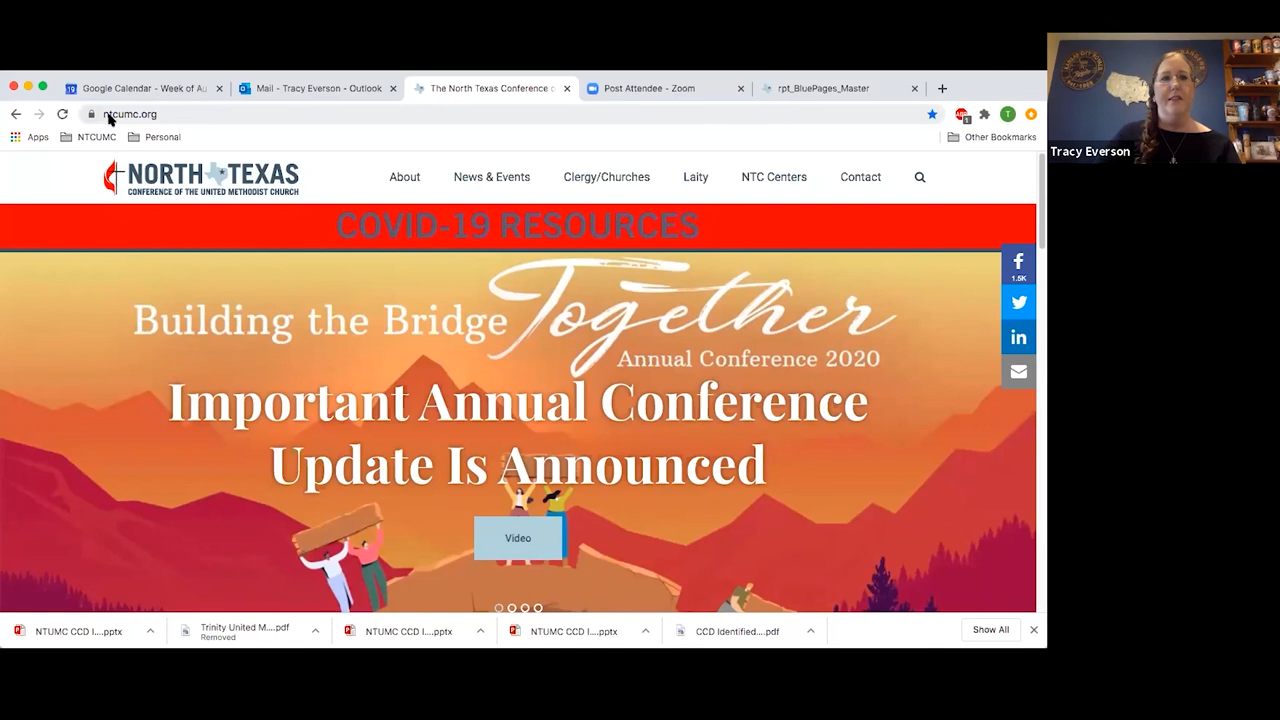 Google Calendar - Week of Au
Mail - Tracy Everson - Outlook
The North Texas Conference o
Post Attendee - Zoom
rpt_BluePages_Master
ntcumc.org
Apps
NTCUMC
Personal
Other Bookmarks
NORTH TEXAS
CONFERENCE OF THE UNITED METHODIST CHURCH
About
News & Events
Clergy/Churches
Laity
NTC Centers
Contact
COVID-19 RESOURCES
Building the Bridge Together
Annual Conference 2020
Important Annual Conference
Update Is Announced
Video
1.5K
NTUMC CCD I....pptx
Trinity United M....pdf
Removed
NTUMC CCD I....pptx
NTUMC CCD I....pptx
CCD Identified....pdf
Show All
Tracy Everson